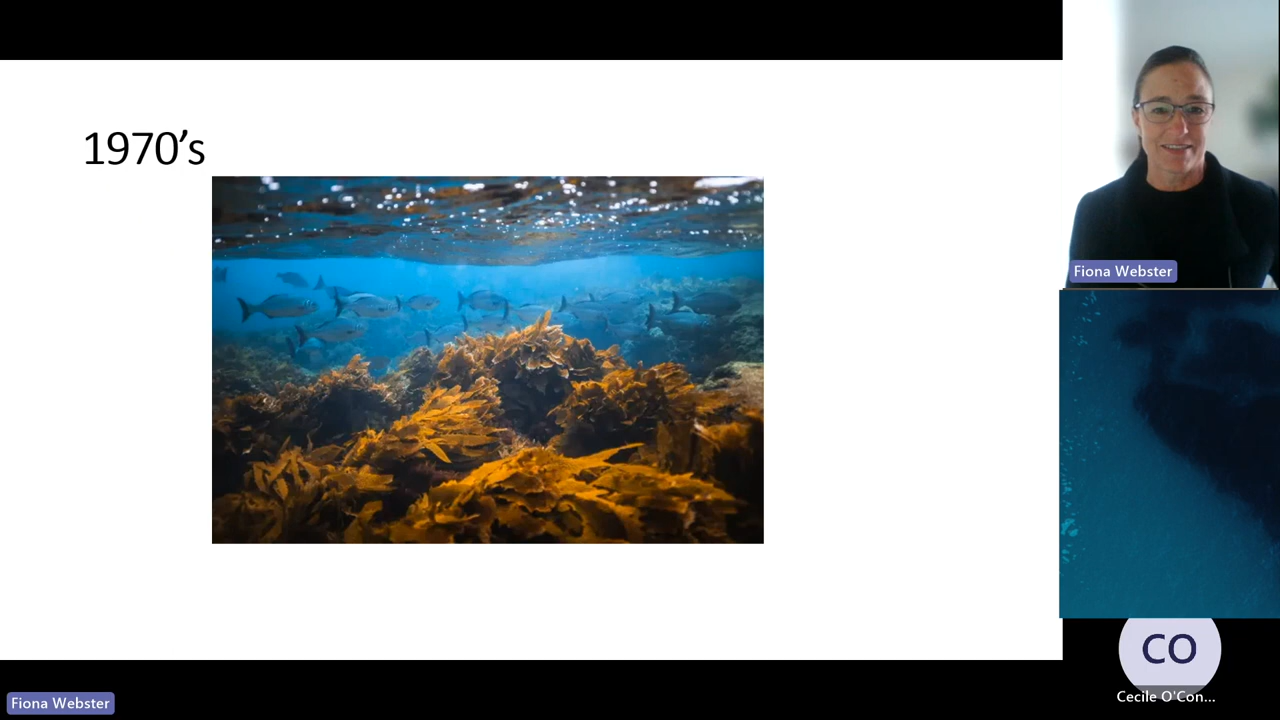 1970’s
Fiona Webster
CO
Cecile O'Con...
Fiona Webster